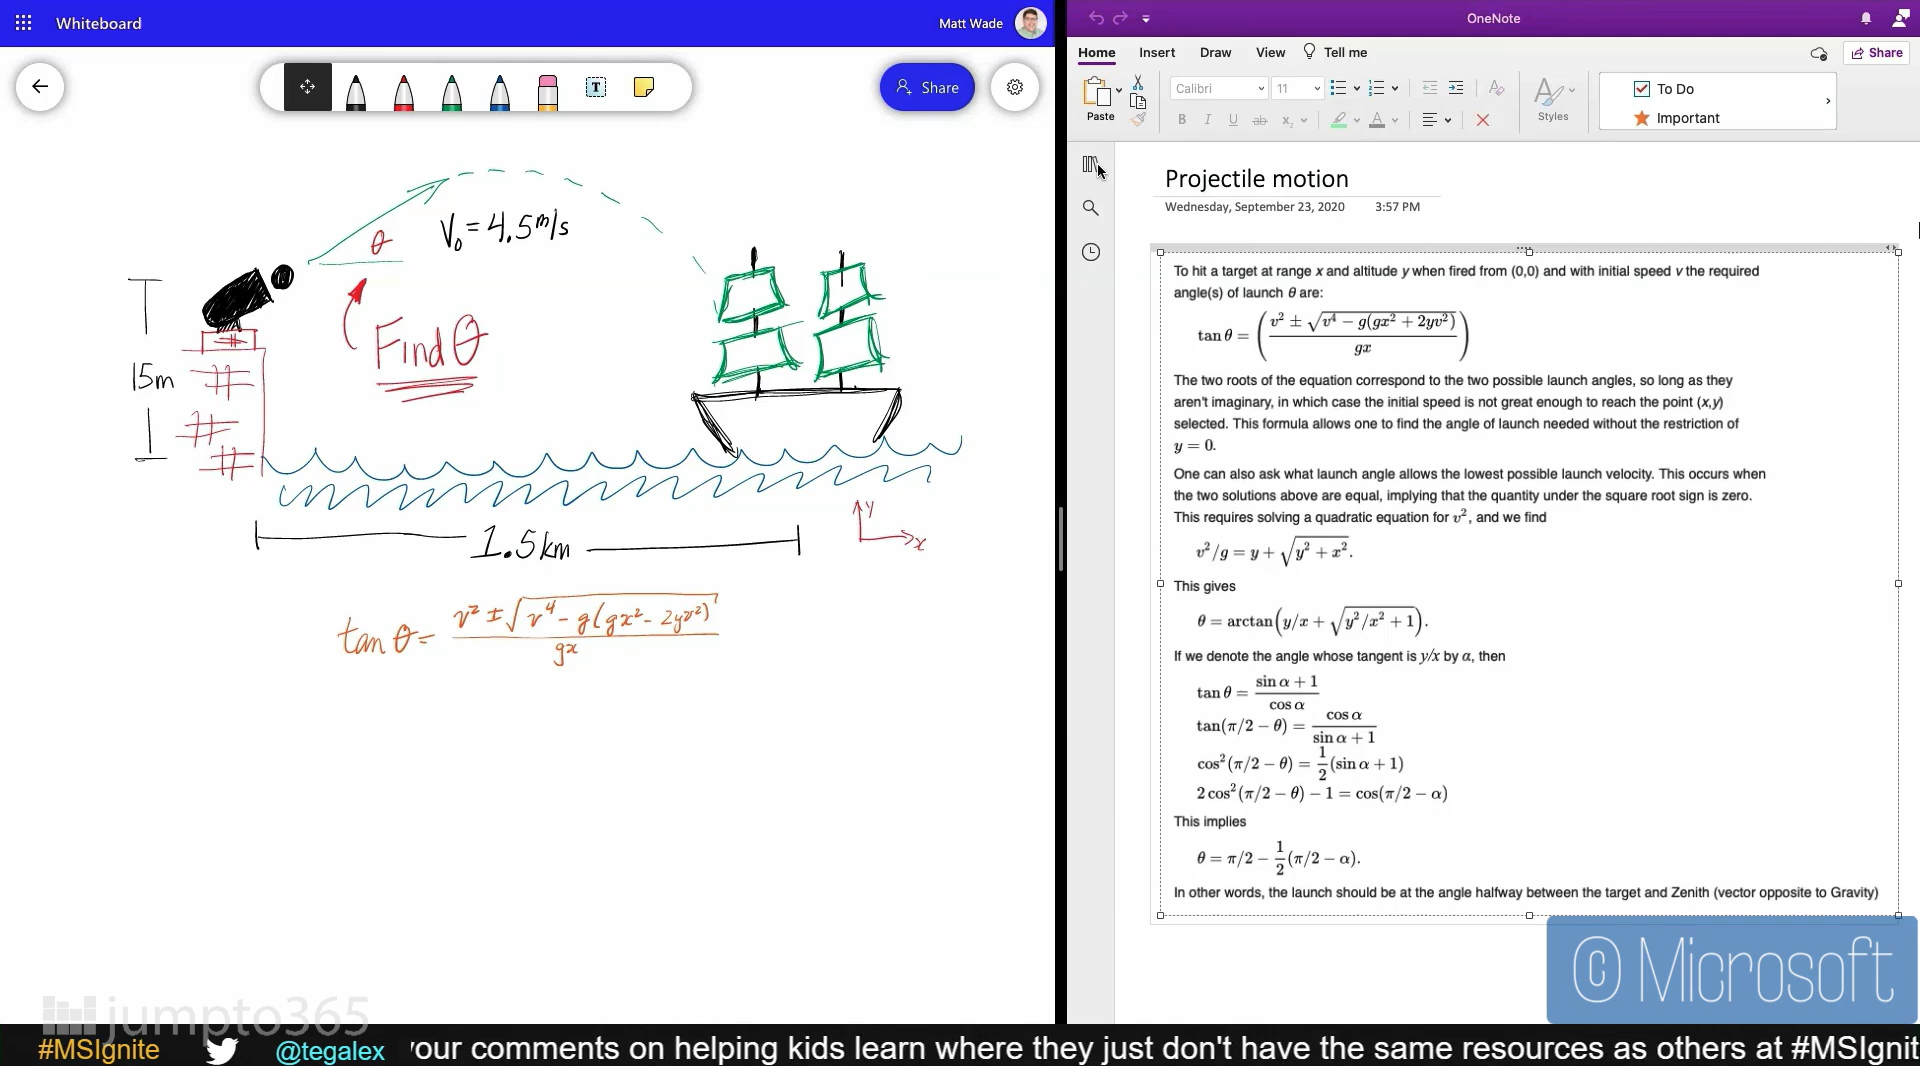 Whiteboard
Matt Wade
Share
V₀ = 4.5 m/s
θ
Find θ
15m
1.5km
y
x
tan θ = (v² ± √(v⁴ - g(gx² - 2yv²))) / gx
jumpto365
OneNote
Home Insert Draw View Tell me
Share
Paste
Calibri 11
B I U ab x₂ A
Styles
To Do
Important
Projectile motion
Wednesday, September 23, 2020 3:57 PM
To hit a target at range x and altitude y when fired from (0,0) and with initial speed v the required
angle(s) of launch θ are:
tan θ = ((v² ± √(v⁴ − g(gx² + 2yv²))) / gx)
The two roots of the equation correspond to the two possible launch angles, so long as they
aren't imaginary, in which case the initial speed is not great enough to reach the point (x,y)
selected. This formula allows one to find the angle of launch needed without the restriction of
y = 0.
One can also ask what launch angle allows the lowest possible launch velocity. This occurs when
the two solutions above are equal, implying that the quantity under the square root sign is zero.
This requires solving a quadratic equation for v², and we find
v²/g = y + √(y² + x²).
This gives
θ = arctan(y/x + √(y²/x² + 1)).
If we denote the angle whose tangent is y/x by α, then
tan θ = (sin α + 1) / cos α
tan(π/2 − θ) = cos α / (sin α + 1)
cos²(π/2 − θ) = 1/2 (sin α + 1)
2 cos²(π/2 − θ) − 1 = cos(π/2 − α)
This implies
θ = π/2 − 1/2 (π/2 − α).
In other words, the launch should be at the angle halfway between the target and Zenith (vector opposite to Gravity)
© Microsoft
#MSIgnite @tegalex your comments on helping kids learn where they just don't have the same resources as others at #MSIgnit